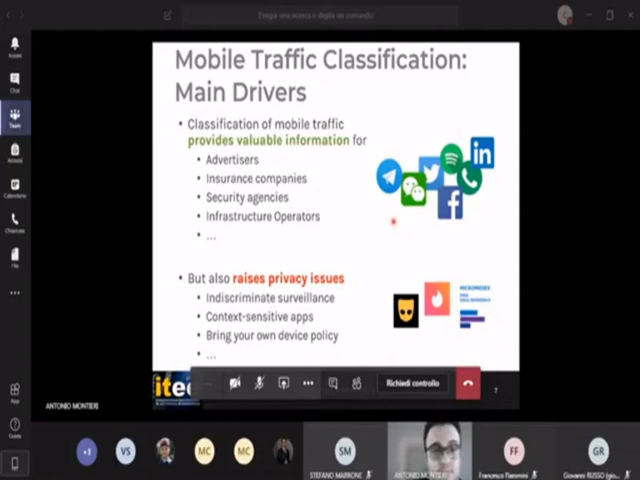 Esegui una ricerca o digita un comando
Mobile Traffic Classification:
Main Drivers
• Classification of mobile traffic
provides valuable information for
• Advertisers
• Insurance companies
• Security agencies
• Infrastructure Operators
• ...
• But also raises privacy issues
• Indiscriminate surveillance
• Context-sensitive apps
• Bring your own device policy
• ...
in
f
Chat
Team
Attività
Calendario
Chiamate
File
App
Guida
Richiedi controllo
?
ANTONIO MONTIERI
+3
VS
MC
MC
SM
FF
GR
STEFANO MARRONE
ANTONIO MONTIERI
Francesco Flammini
Giovanni RUSSO